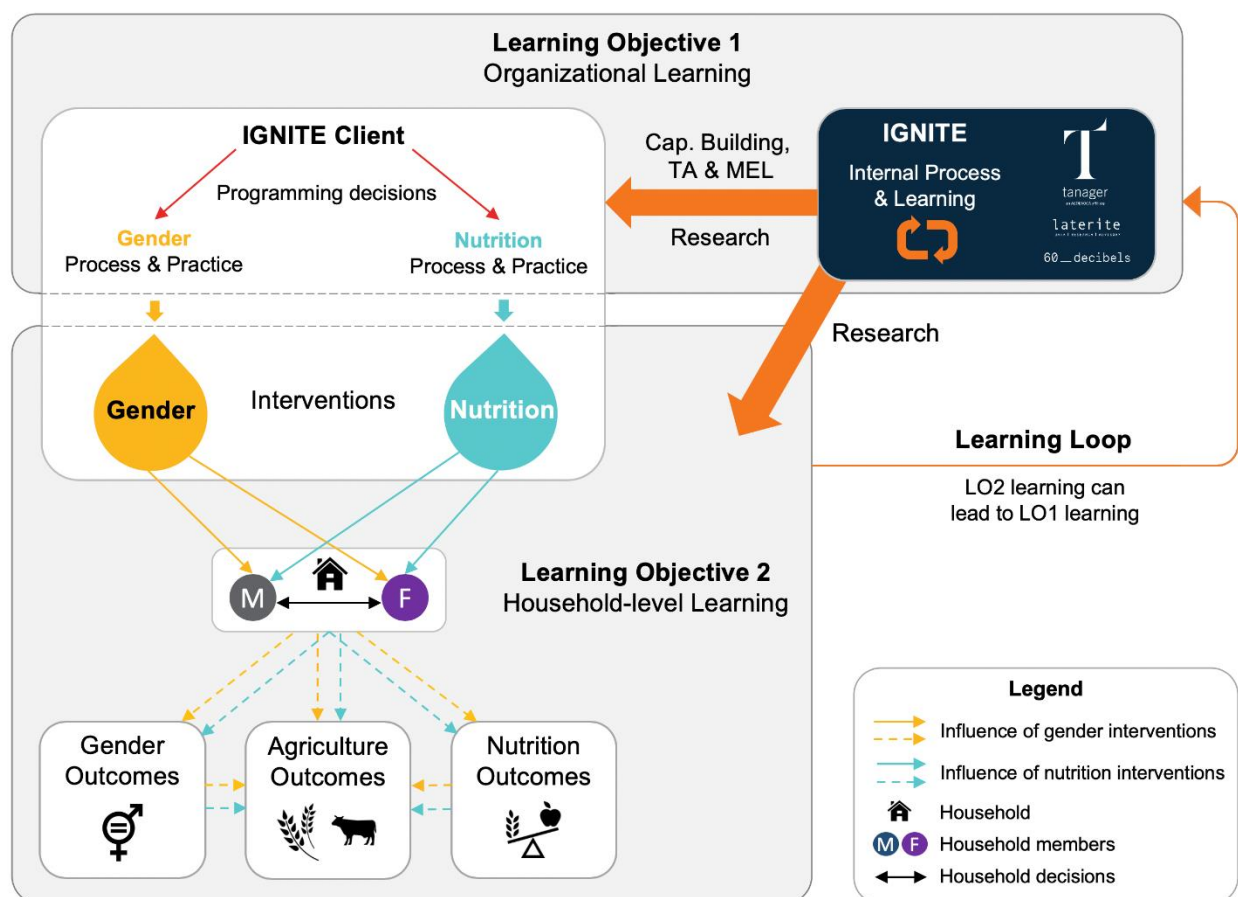 Learning Objective 1
Organizational Learning
IGNITE Client
Programming decisions
Gender
Process & Practice
Nutrition
Process & Practice
Cap. Building,
TA & MEL
Research
IGNITE
Internal Process
& Learning
T
tanager
laterite
60__decibels
Research
Gender
Interventions
Nutrition
Learning Loop
LO2 learning can
lead to LO1 learning
M
F
Learning Objective 2
Household-level Learning
Gender
Outcomes
Agriculture
Outcomes
Nutrition
Outcomes
Legend
Influence of gender interventions
Influence of nutrition interventions
Household
M F Household members
Household decisions